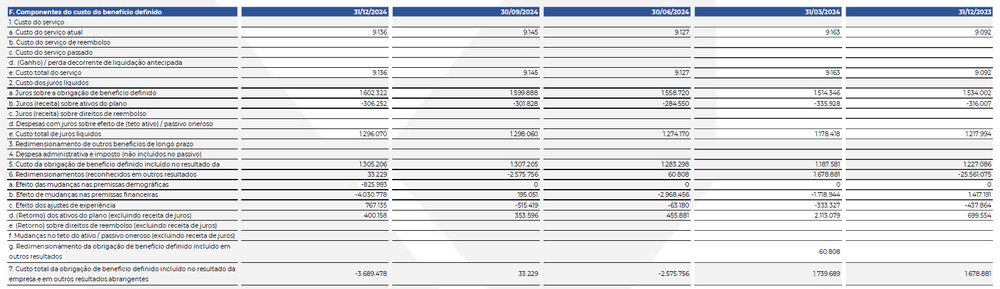 F. Componentes do custo do benefício definido 31/12/2024 30/09/2024 30/06/2024 31/03/2024 31/12/2023
1. Custo do serviço
a. Custo do serviço atual 9.136 9.145 9.127 9.163 9.092
b. Custo do serviço de reembolso
c. Custo do serviço passado
d. (Ganho) / perda decorrente de liquidação antecipada
e. Custo total do serviço 9.136 9.145 9.127 9.163 9.092
2. Custo dos juros líquidos
a. Juros sobre a obrigação de benefício definido 1.602.322 1.599.888 1.558.720 1.514.346 1.534.002
b. Juros (receita) sobre ativos do plano -306.252 -301.828 -284.550 -335.928 -316.007
c. Juros (receita) sobre direitos de reembolso
d. Despesas com juros sobre efeito de (teto ativo) / passivo oneroso
e. Custo total de juros líquidos 1.296.070 1.298.060 1.274.170 1.178.418 1.217.994
3. Redimensionamento de outros benefícios de longo prazo
4. Despesa administrativa e imposto (não incluídos no passivo)
5. Custo da obrigação de benefício definido incluído no resultado da 1.305.206 1.307.205 1.283.298 1.187.581 1.227.086
6. Redimensionamentos (reconhecidos em outros resultados 33.229 -2.575.756 60.808 1.678.881 -25.561.075
a. Efeito das mudanças nas premissas demográficas -825.993 0 0 0 0
b. Efeito de mudanças nas premissas financeiras -4.030.778 195.051 -2.968.456 -1.718.944 1.417.191
c. Efeito dos ajustes de experiência 767.135 -515.419 -63.180 -333.327 -437.864
d. (Retorno) dos ativos do plano (excluindo receita de juros) 400.158 353.596 455.881 2.113.079 699.554
e. (Retorno) sobre direitos de reembolso (excluindo receita de juros)
f. Mudanças no teto do ativo / passivo oneroso (excluindo receita de juros)
g. Redimensionamento da obrigação de benefício definido incluído em
outros resultados 60.808
7. Custo total da obrigação de benefício definido incluído no resultado da
empresa e em outros resultados abrangentes -3.689.478 33.229 -2.575.756 1.739.689 1.678.881